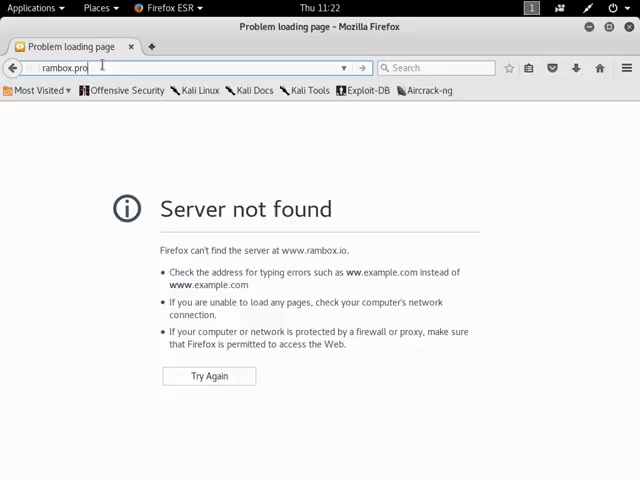 Applications Places Firefox ESR Thu 11:22 1
Problem loading page - Mozilla Firefox
Problem loading page
rambox.pro Search
Most Visited Offensive Security Kali Linux Kali Docs Kali Tools Exploit-DB Aircrack-ng
Server not found
Firefox can't find the server at www.rambox.io.
Check the address for typing errors such as ww.example.com instead of
www.example.com
If you are unable to load any pages, check your computer's network
connection.
If your computer or network is protected by a firewall or proxy, make sure
that Firefox is permitted to access the Web.
Try Again